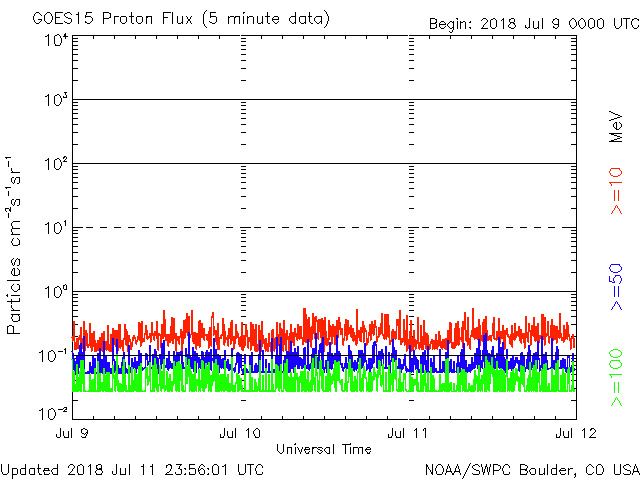 GOES15 Proton Flux (5 minute data)
Begin: 2018 Jul 9 0000 UTC
Particles cm⁻²s⁻¹sr⁻¹
10⁴
10³
10²
10¹
10⁰
10⁻¹
10⁻²
Jul 9 Jul 10 Jul 11 Jul 12
Universal Time
MeV
>=10
>=50
>=100
Updated 2018 Jul 11 23:56:01 UTC
NOAA/SWPC Boulder, CO USA